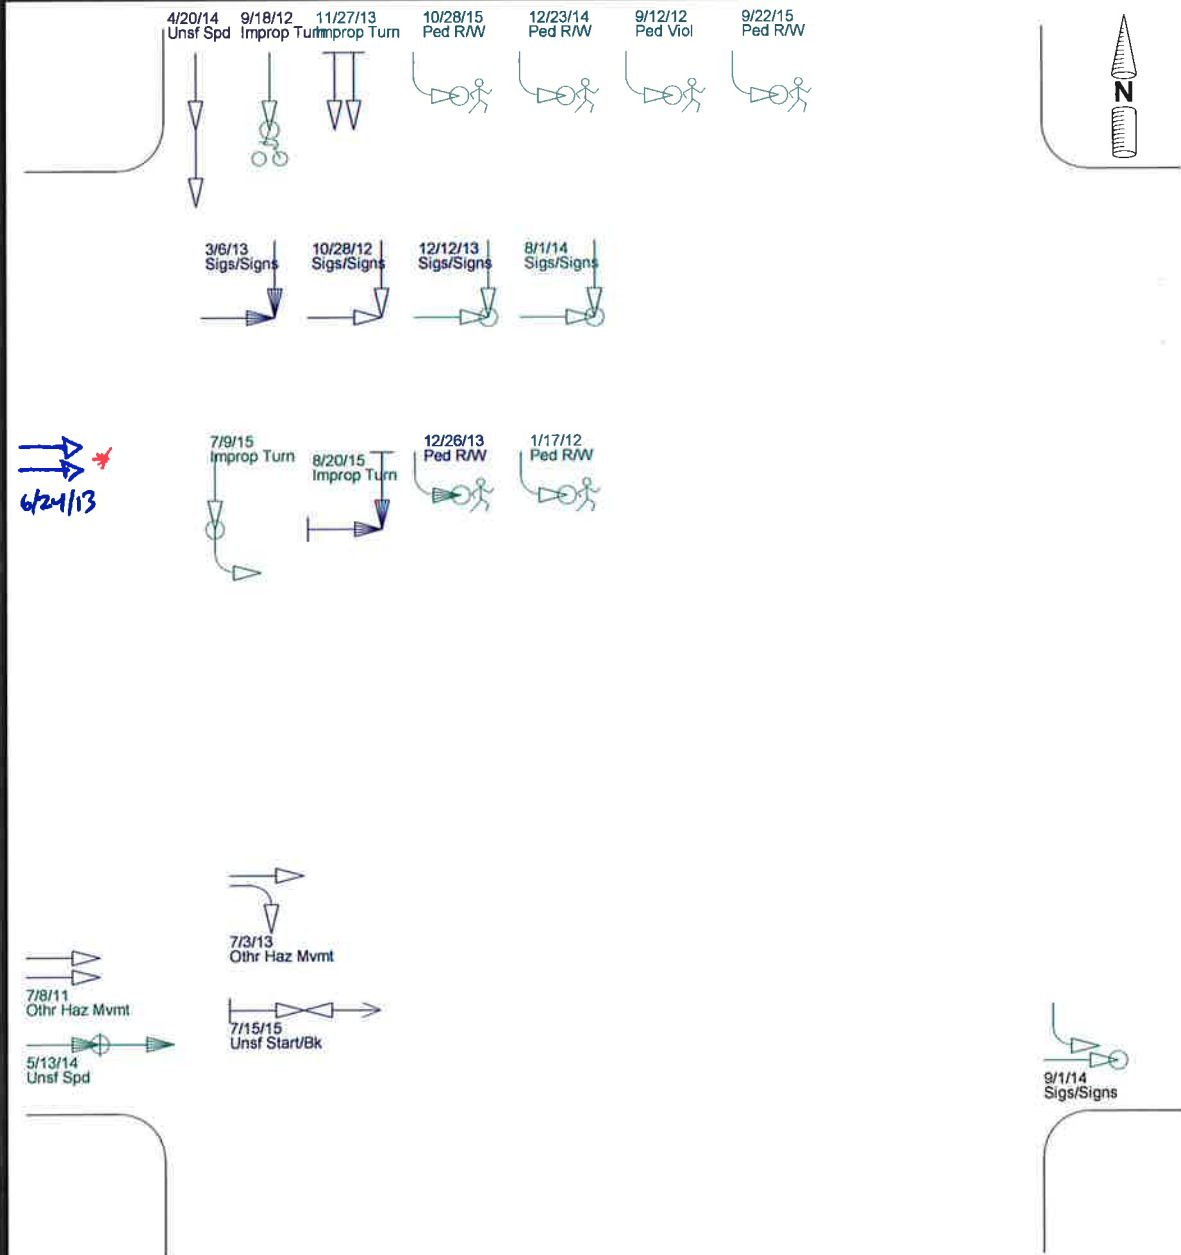 4/20/14
Unsf Spd
9/18/12
Improp Turn
11/27/13
Improp Turn
10/28/15
Ped R/W
12/23/14
Ped R/W
9/12/12
Ped Viol
9/22/15
Ped R/W
N
3/6/13
Sigs/Signs
10/28/12
Sigs/Signs
12/12/13
Sigs/Signs
8/1/14
Sigs/Signs
6/24/13
7/9/15
Improp Turn
8/20/15
Improp Turn
12/26/13
Ped R/W
1/17/12
Ped R/W
7/3/13
Othr Haz Mvmt
7/8/11
Othr Haz Mvmt
7/15/15
Unsf Start/Bk
5/13/14
Unsf Spd
9/1/14
Sigs/Signs